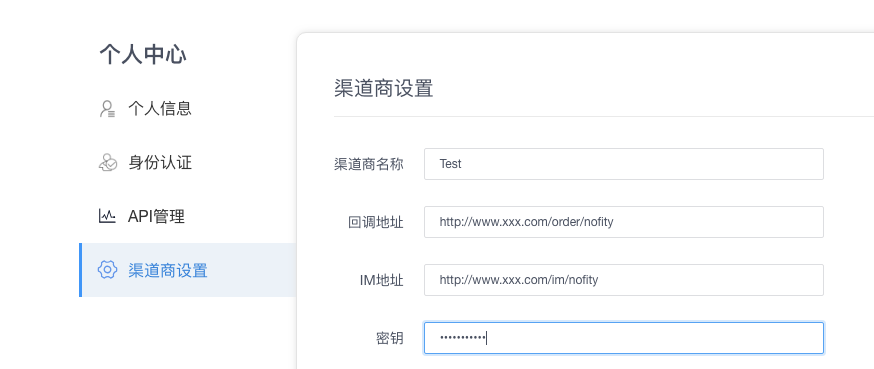 个人中心
个人信息
身份认证
API管理
渠道商设置
渠道商设置
渠道商名称 Test
回调地址 http://www.xxx.com/order/nofity
IM地址 http://www.xxx.com/im/nofity
密钥 •••••••••••